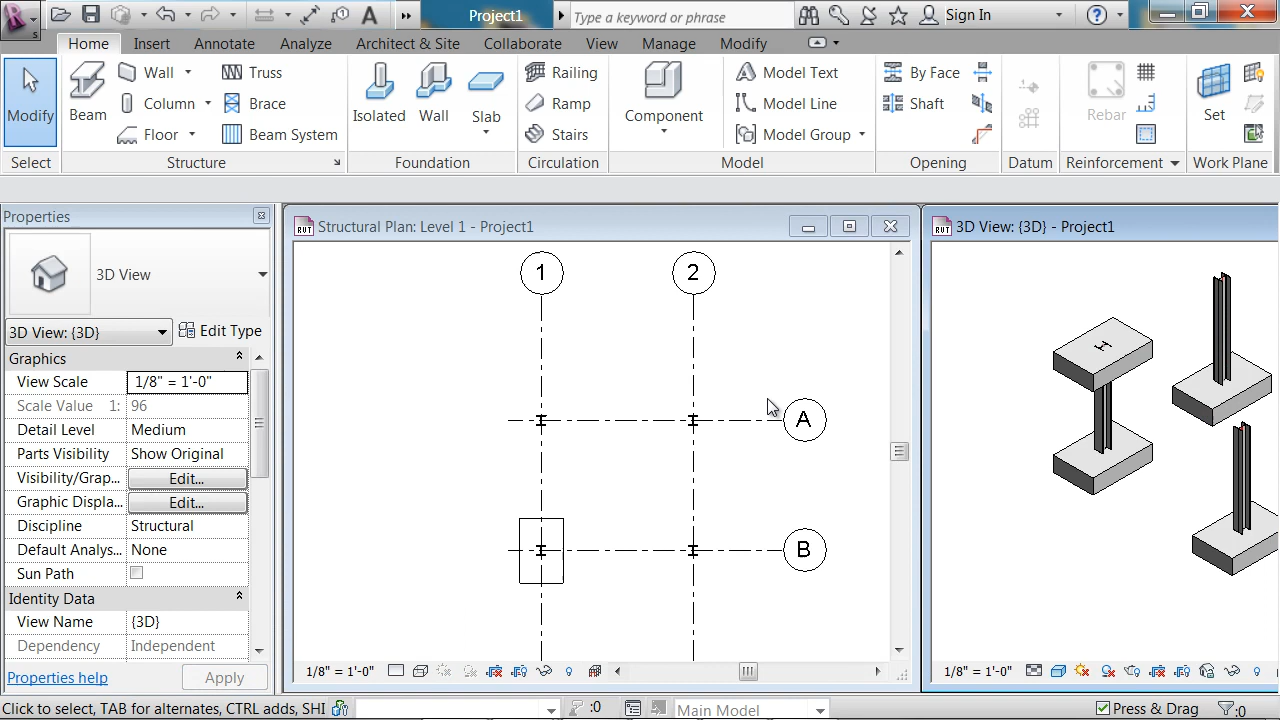 Project1
Type a keyword or phrase
Sign In
Home Insert Annotate Analyze Architect & Site Collaborate View Manage Modify
Modify
Beam
Wall
Column
Floor
Truss
Brace
Beam System
Isolated
Wall
Slab
Railing
Ramp
Stairs
Component
Model Text
Model Line
Model Group
By Face
Shaft
Rebar
Set
Select Structure Foundation Circulation Model Opening Datum Reinforcement Work Plane
Properties
3D View
3D View: {3D}
Edit Type
Graphics
View Scale 1/8" = 1'-0"
Scale Value 1: 96
Detail Level Medium
Parts Visibility Show Original
Visibility/Grap... Edit...
Graphic Displa... Edit...
Discipline Structural
Default Analys... None
Sun Path
Identity Data
View Name {3D}
Dependency Independent
Properties help
Apply
RVT Structural Plan: Level 1 - Project1
1 2
A
B
1/8" = 1'-0"
RVT 3D View: {3D} - Project1
1/8" = 1'-0"
Click to select, TAB for alternates, CTRL adds, SHI
:0
Main Model
Press & Drag
:0